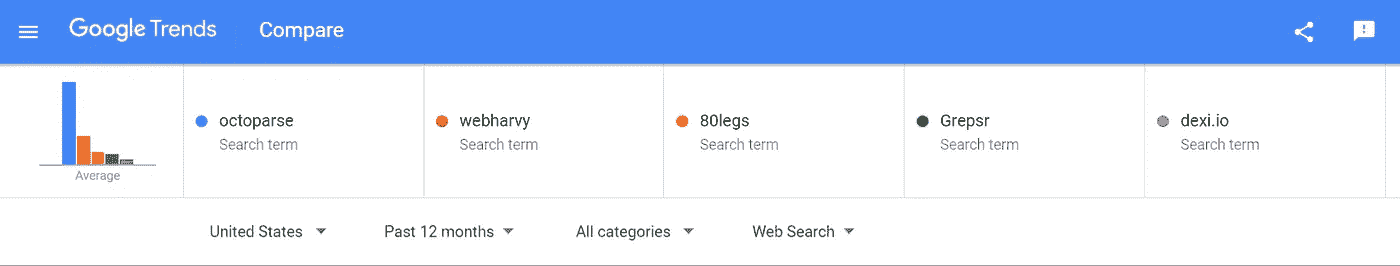 Google Trends Compare
octoparse webharvy 80legs Grepsr dexi.io
Search term Search term Search term Search term Search term
Average
United States Past 12 months All categories Web Search